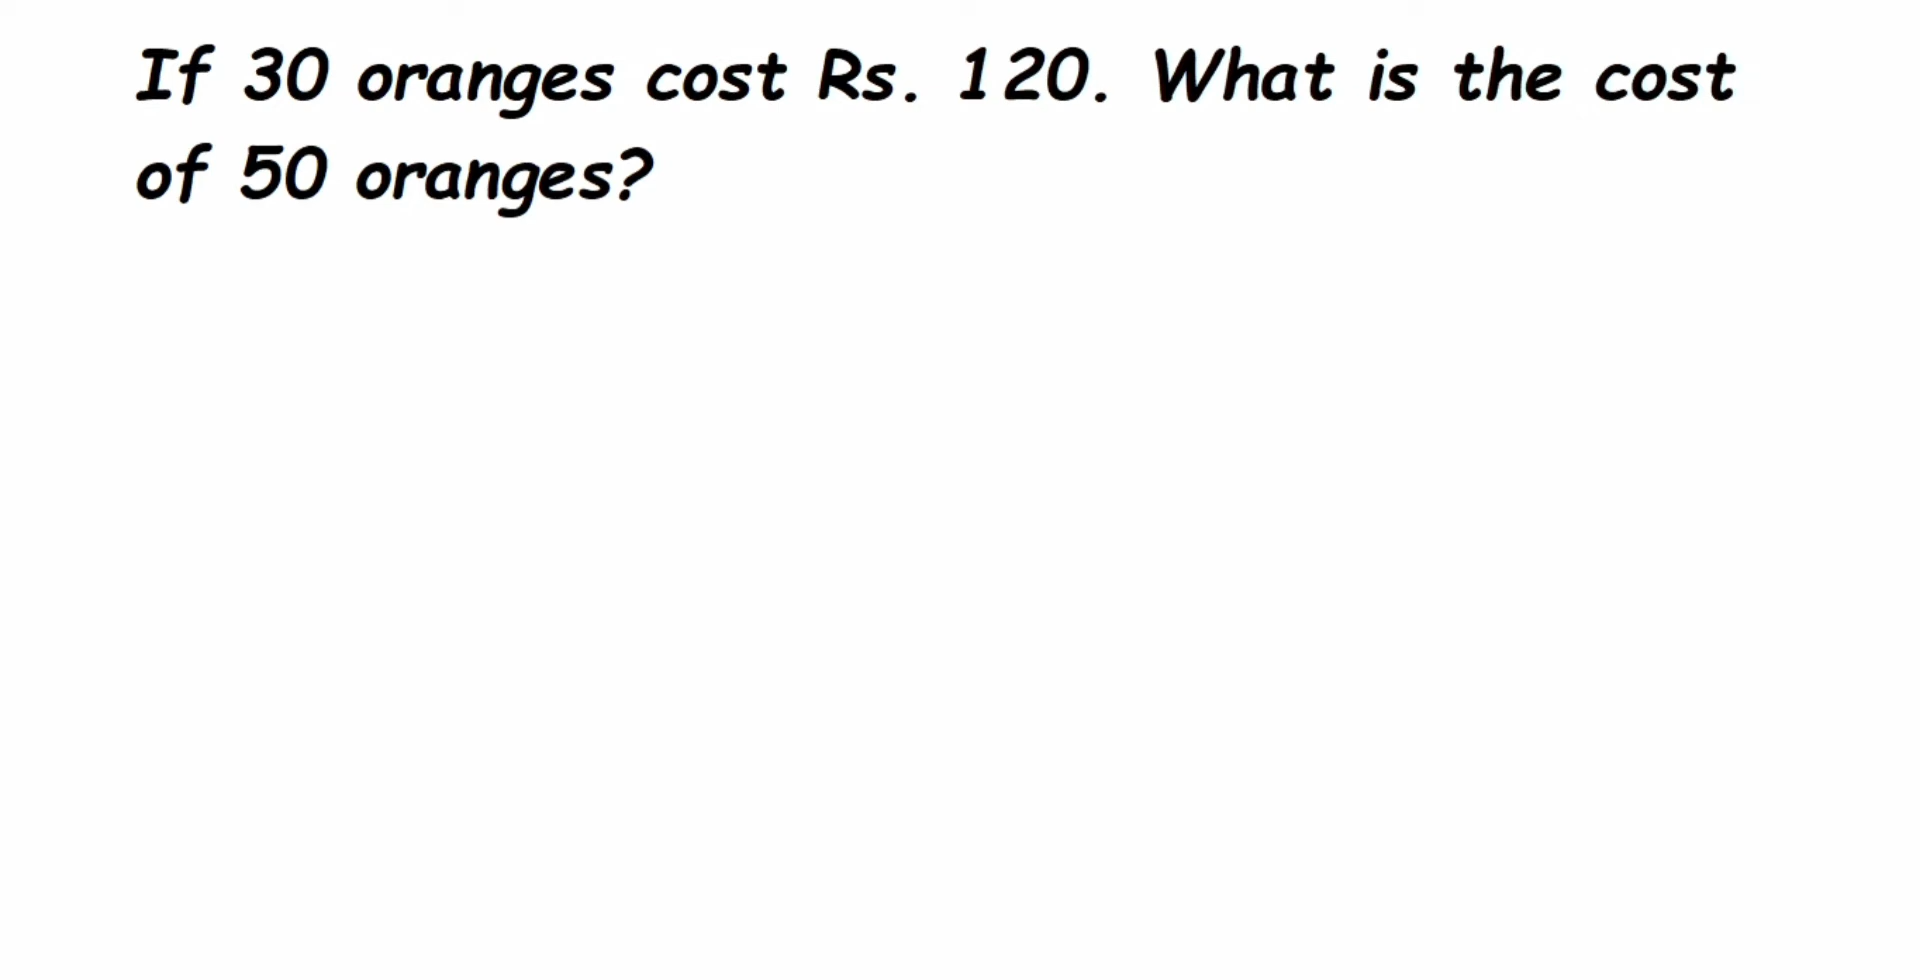 If 30 oranges cost Rs. 120. What is the cost
of 50 oranges?